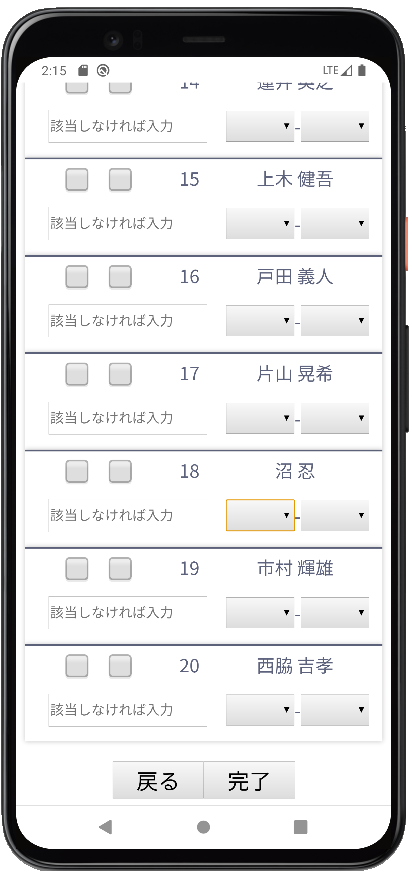 2:15 LTE
14
該当しなければ入力 -
15 上木 健吾
該当しなければ入力 -
16 戸田 義人
該当しなければ入力 -
17 片山 晃希
該当しなければ入力 -
18 沼 忍
該当しなければ入力 -
19 市村 輝雄
該当しなければ入力 -
20 西脇 吉孝
該当しなければ入力 -
戻る 完了